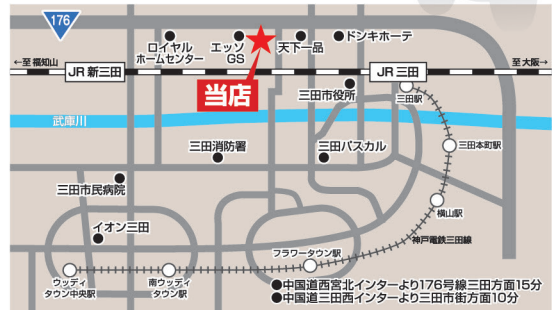 176
ロイヤル
ホームセンター
エッソ
GS
天下一品
ドンキホーテ
←至 福知山
至 大阪→
JR 新三田
JR 三田
当店
三田市役所
三田駅
武庫川
三田消防署
三田パスカル
三田本町駅
三田市民病院
横山駅
イオン三田
神戸電鉄三田線
フラワータウン駅
ウッディ
タウン中央駅
南ウッディ
タウン駅
●中国道西宮北インターより176号線三田方面15分
●中国道三田西インターより三田市街方面10分